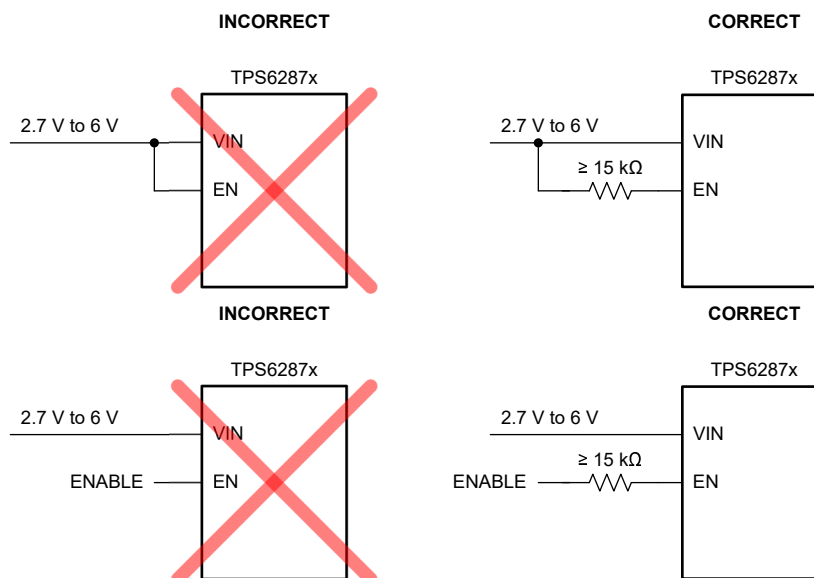 INCORRECT
CORRECT
TPS6287x
TPS6287x
2.7 V to 6 V
VIN
EN
2.7 V to 6 V
VIN
≥ 15 kΩ
EN
INCORRECT
CORRECT
TPS6287x
TPS6287x
2.7 V to 6 V
VIN
ENABLE
EN
2.7 V to 6 V
VIN
≥ 15 kΩ
ENABLE
EN